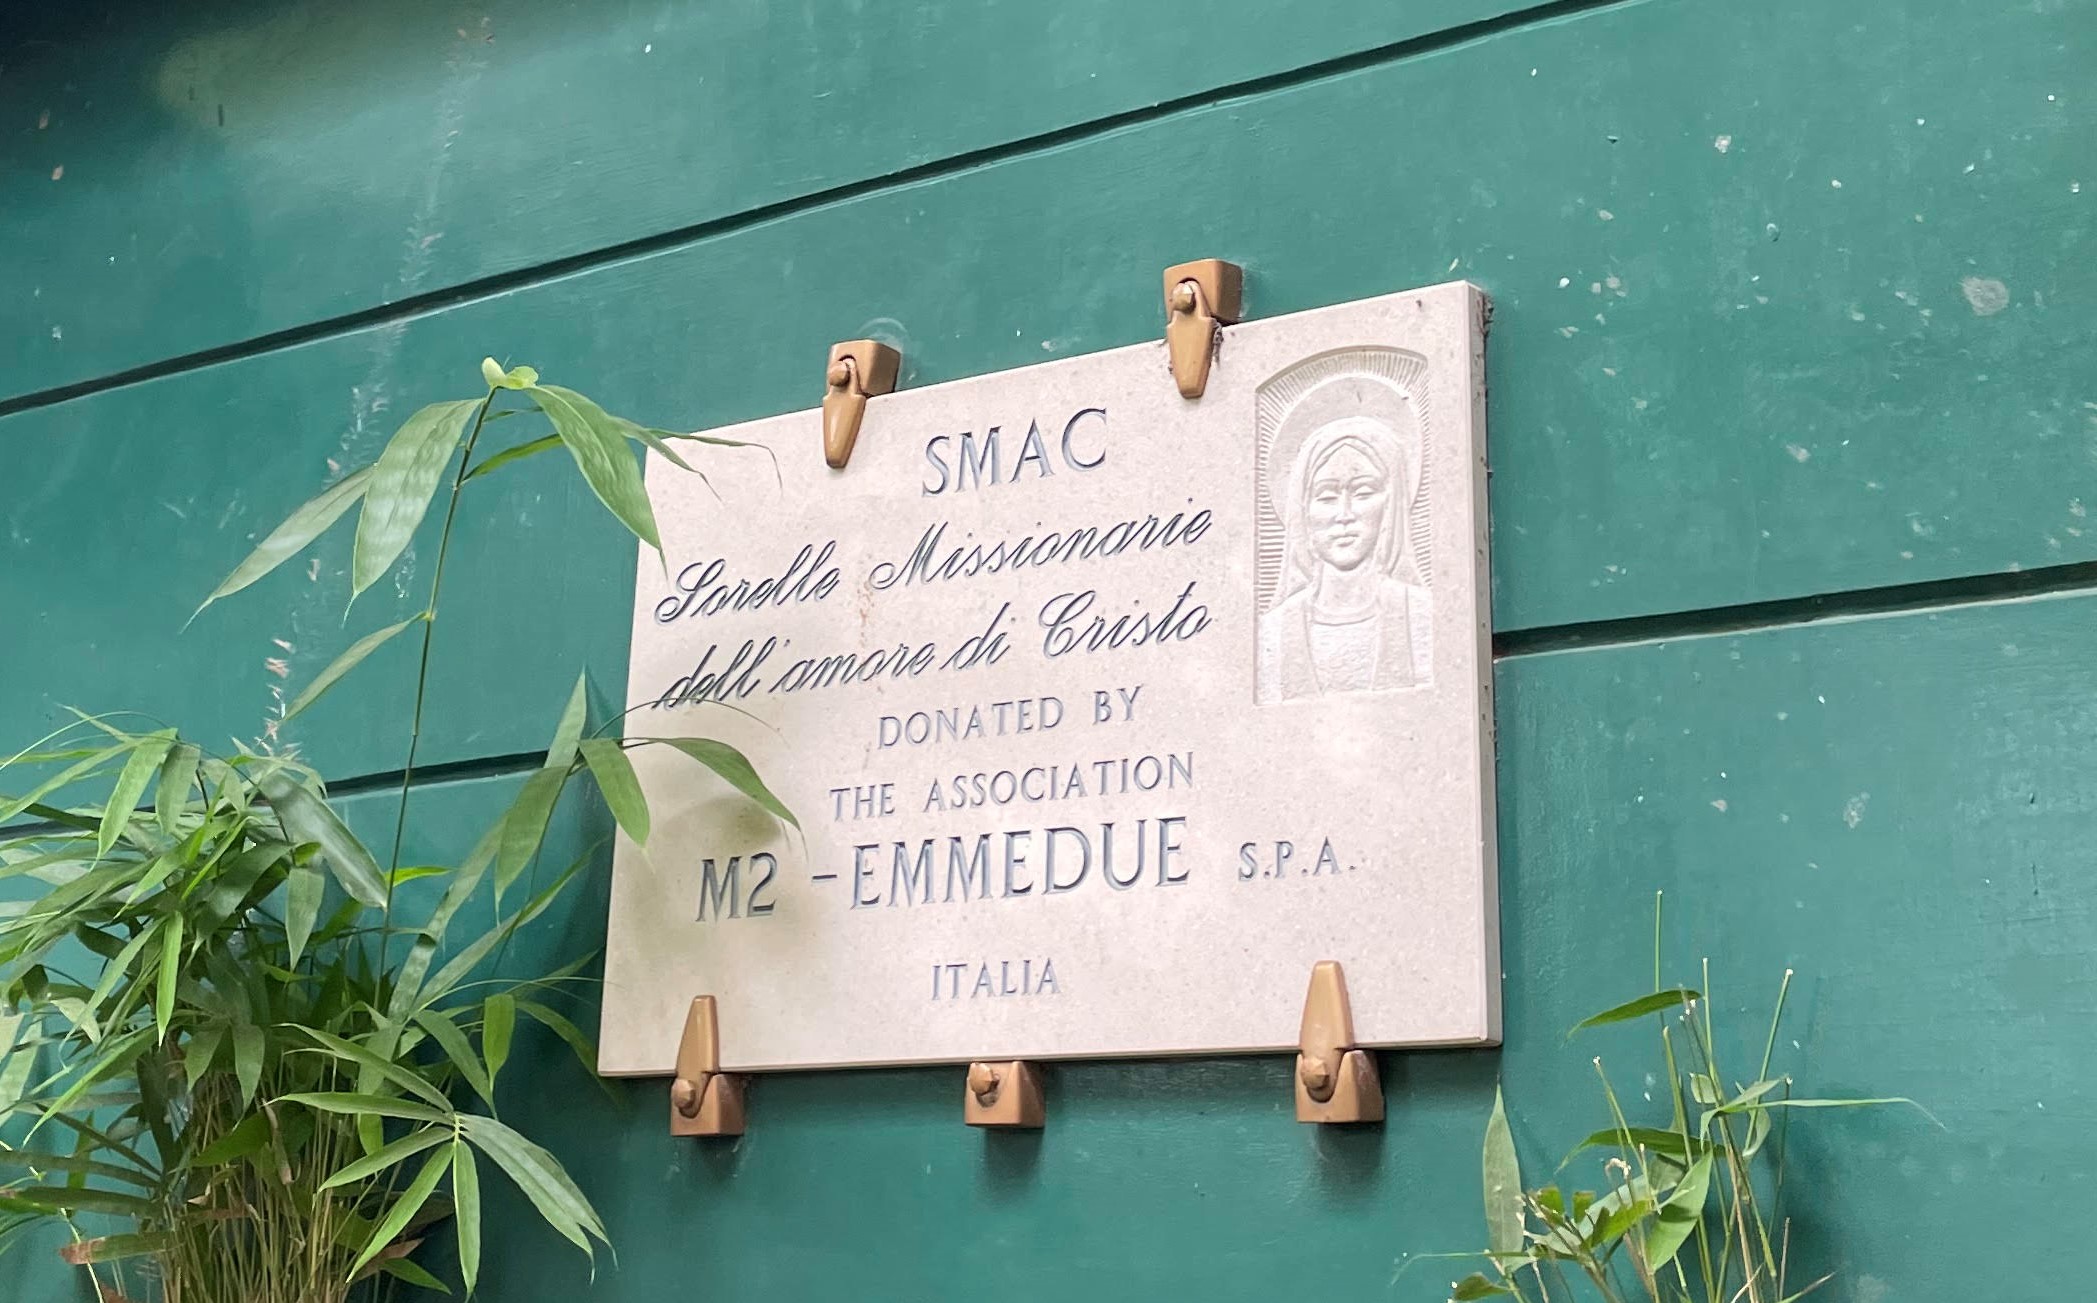 SMAC
Sorelle Missionarie
dell'amore di Cristo
DONATED BY
THE ASSOCIATION
M2 - EMMEDUE S.P.A.
ITALIA